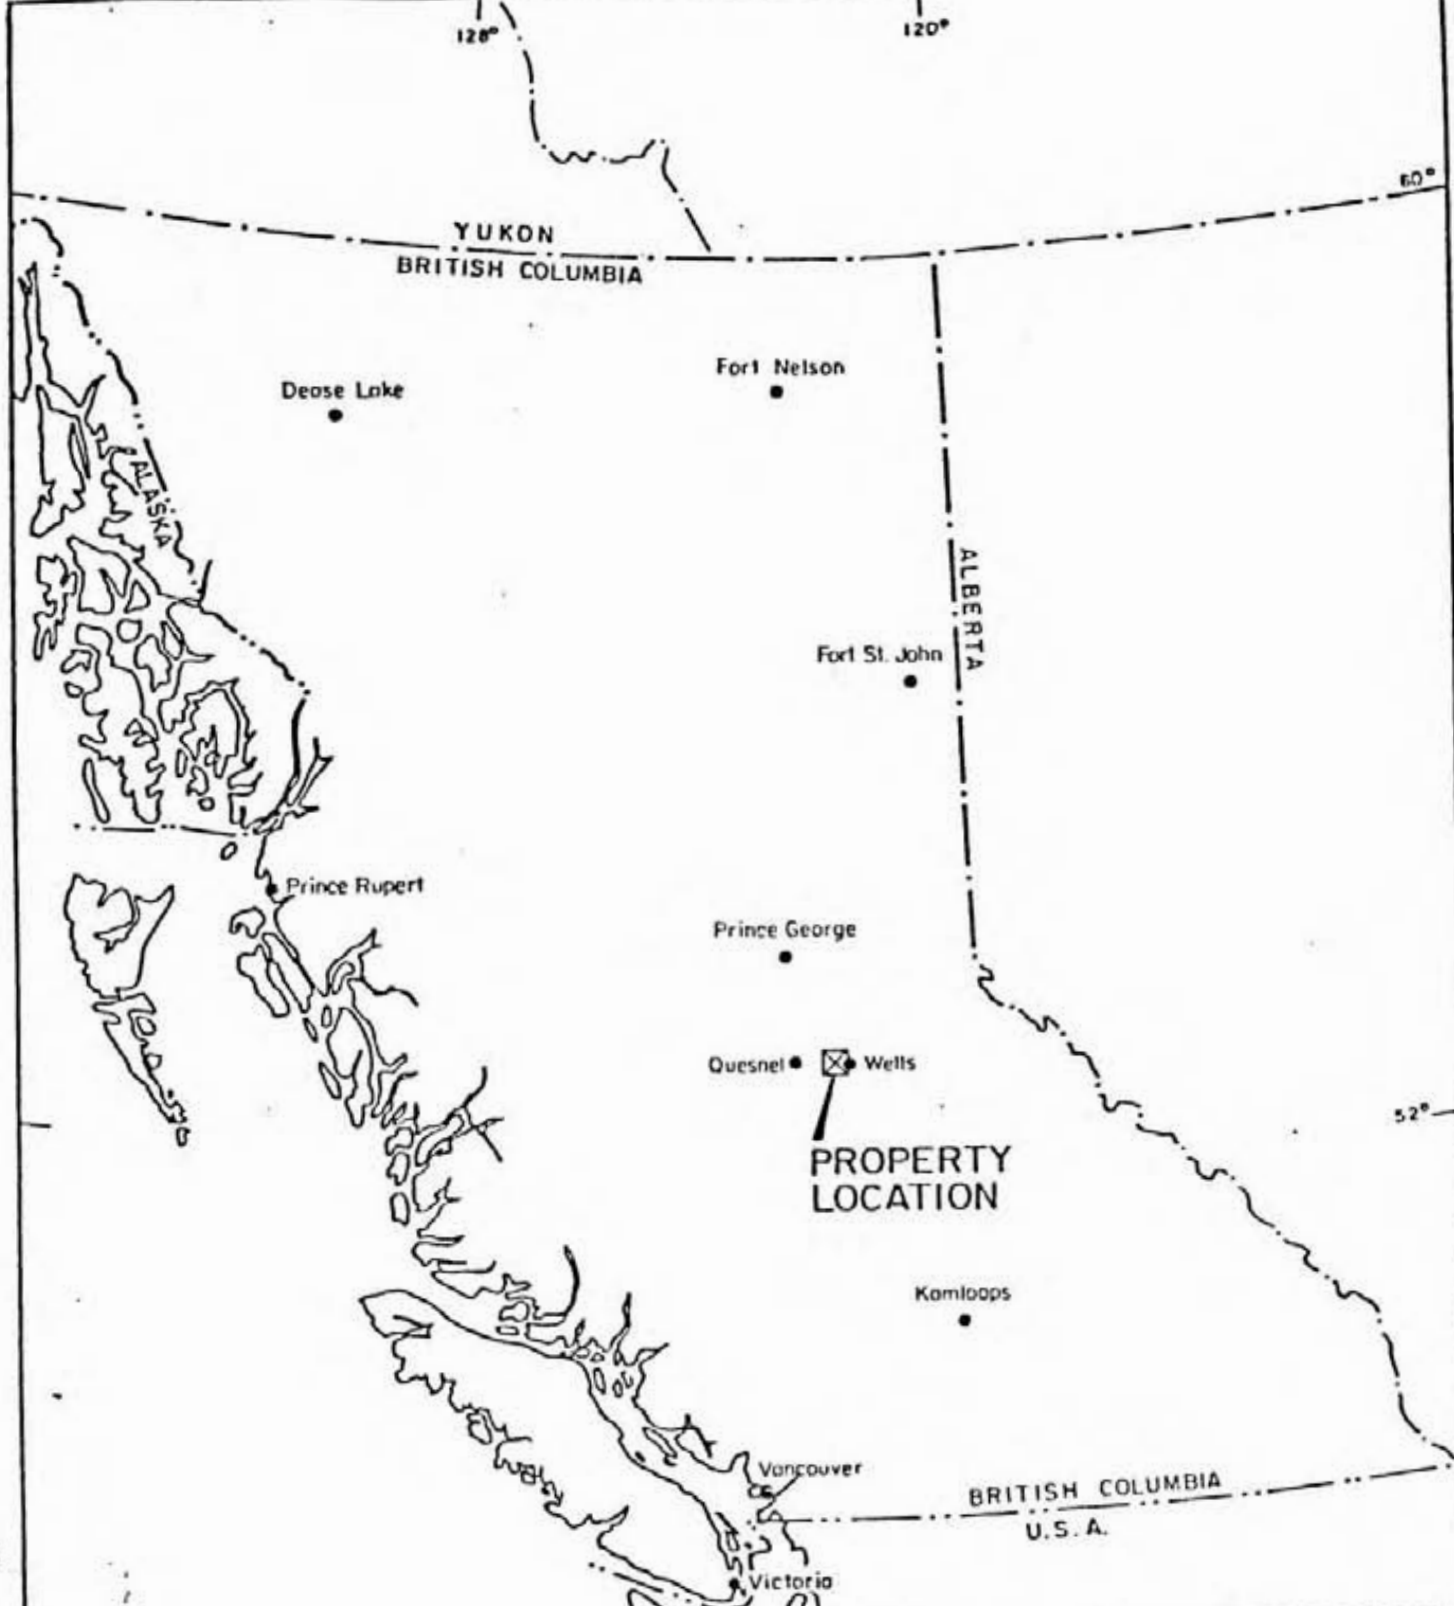 128°
120°
60°
YUKON
BRITISH COLUMBIA
Fort Nelson
Dease Lake
ALASKA
ALBERTA
Fort St. John
Prince Rupert
Prince George
Quesnel
Wells
52°
PROPERTY
LOCATION
Kamloops
Vancouver
BRITISH COLUMBIA
U.S.A.
Victoria